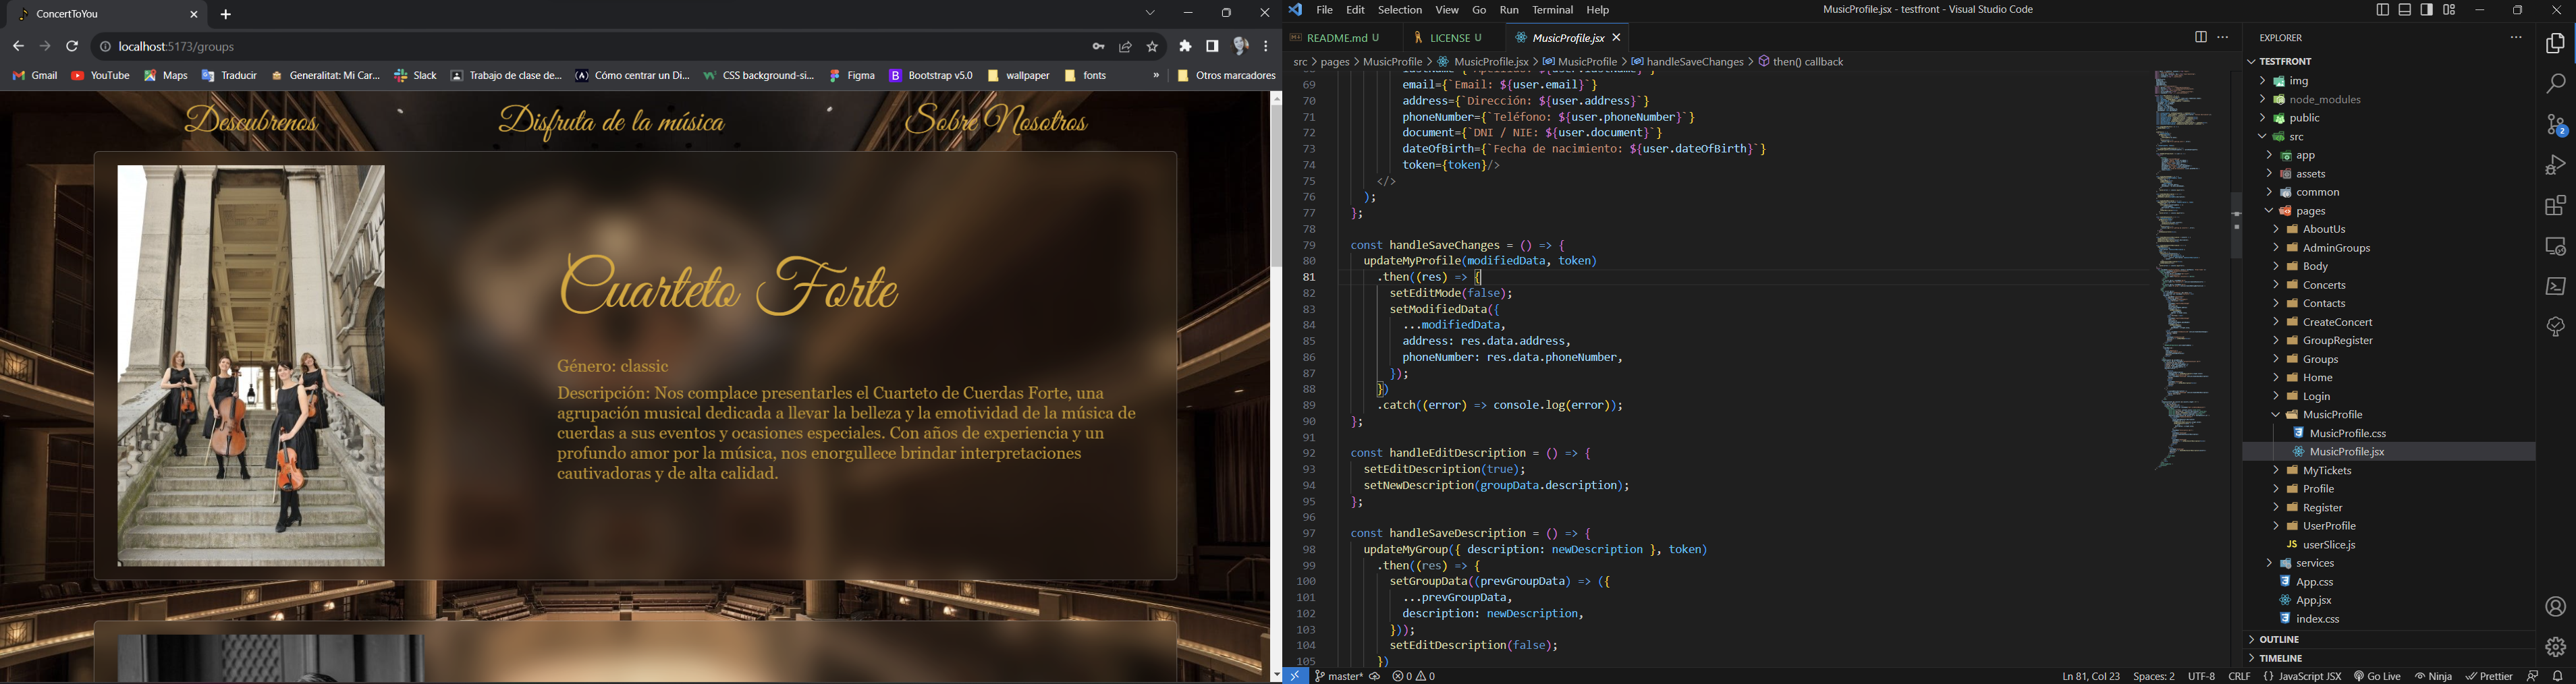 ConcertToYou
localhost:5173/groups
Gmail YouTube Maps Traducir Generalitat: Mi Car... Slack Trabajo de clase de... Cómo centrar un Di... CSS background-si... Figma Bootstrap v5.0 wallpaper fonts » Otros marcadores
Descubrenos Disfruta de la música Sobre Nosotros
Cuarteto Forte
Género: classic
Descripción: Nos complace presentarles el Cuarteto de Cuerdas Forte, una
agrupación musical dedicada a llevar la belleza y la emotividad de la música de
cuerdas a sus eventos y ocasiones especiales. Con años de experiencia y un
profundo amor por la música, nos enorgullece brindar interpretaciones
cautivadoras y de alta calidad.
File Edit Selection View Go Run Terminal Help
MusicProfile.jsx - testfront - Visual Studio Code
README.md U LICENSE U MusicProfile.jsx
src > pages > MusicProfile > MusicProfile.jsx > MusicProfile > handleSaveChanges > then() callback
69 email={`Email: ${user.email}`}
70 address={`Dirección: ${user.address}`}
71 phoneNumber={`Teléfono: ${user.phoneNumber}`}
72 document={`DNI / NIE: ${user.document}`}
73 dateOfBirth={`Fecha de nacimiento: ${user.dateOfBirth}`}
74 token={token}/>
75 </>
76 );
77 };
78
79 const handleSaveChanges = () => {
80 updateMyProfile(modifiedData, token)
81 .then((res) => {
82 setEditMode(false);
83 setModifiedData({
84 ...modifiedData,
85 address: res.data.address,
86 phoneNumber: res.data.phoneNumber,
87 });
88 })
89 .catch((error) => console.log(error));
90 };
91
92 const handleEditDescription = () => {
93 setEditDescription(true);
94 setNewDescription(groupData.description);
95 };
96
97 const handleSaveDescription = () => {
98 updateMyGroup({ description: newDescription }, token)
99 .then((res) => {
100 setGroupData((prevGroupData) => ({
101 ...prevGroupData,
102 description: newDescription,
103 }));
104 setEditDescription(false);
105 })
EXPLORER
TESTFRONT
img
node_modules
public
src
app
assets
common
pages
AboutUs
AdminGroups
Body
Concerts
Contacts
CreateConcert
GroupRegister
Groups
Home
Login
MusicProfile
MusicProfile.css
MusicProfile.jsx
MyTickets
Profile
Register
UserProfile
JS userSlice.js
services
App.css
App.jsx
index.css
OUTLINE
TIMELINE
2
master* 0 0 Ln 81, Col 23 Spaces: 2 UTF-8 CRLF {} JavaScript JSX Go Live Ninja Prettier